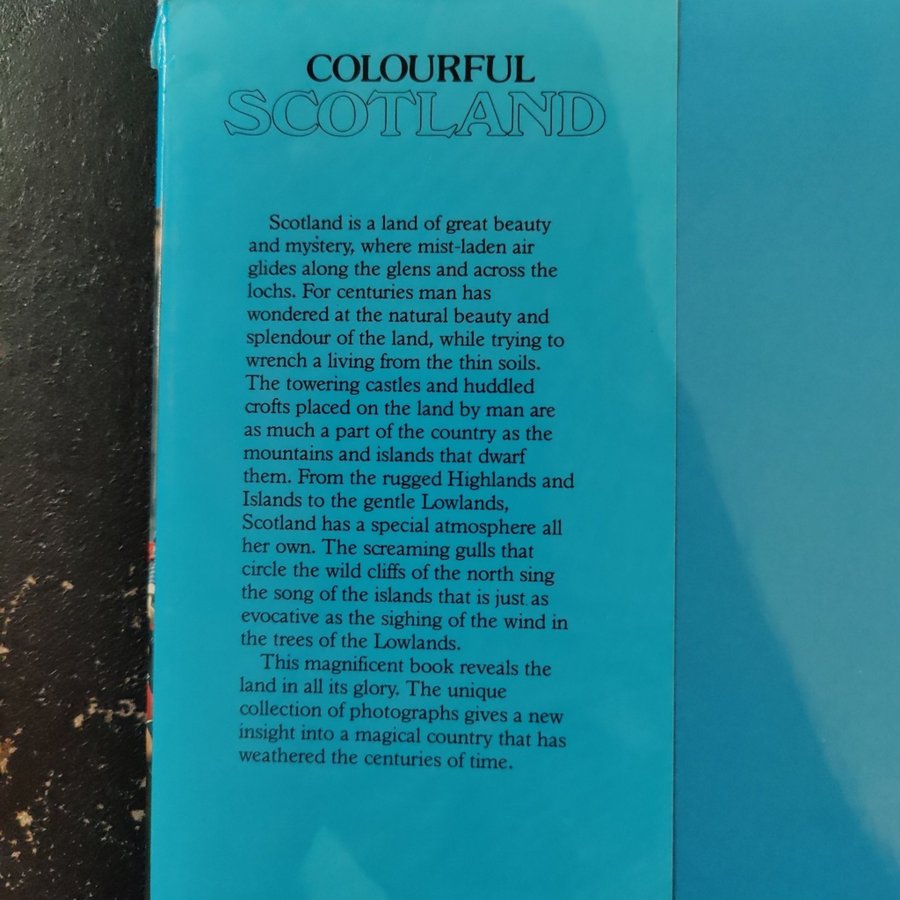 COLOURFUL
SCOTLAND
Scotland is a land of great beauty
and mystery, where mist-laden air
glides along the glens and across the
lochs. For centuries man has
wondered at the natural beauty and
splendour of the land, while trying to
wrench a living from the thin soils.
The towering castles and huddled
crofts placed on the land by man are
as much a part of the country as the
mountains and islands that dwarf
them. From the rugged Highlands and
Islands to the gentle Lowlands,
Scotland has a special atmosphere all
her own. The screaming gulls that
circle the wild cliffs of the north sing
the song of the islands that is just as
evocative as the sighing of the wind in
the trees of the Lowlands.
This magnificent book reveals the
land in all its glory. The unique
collection of photographs gives a new
insight into a magical country that has
weathered the centuries of time.